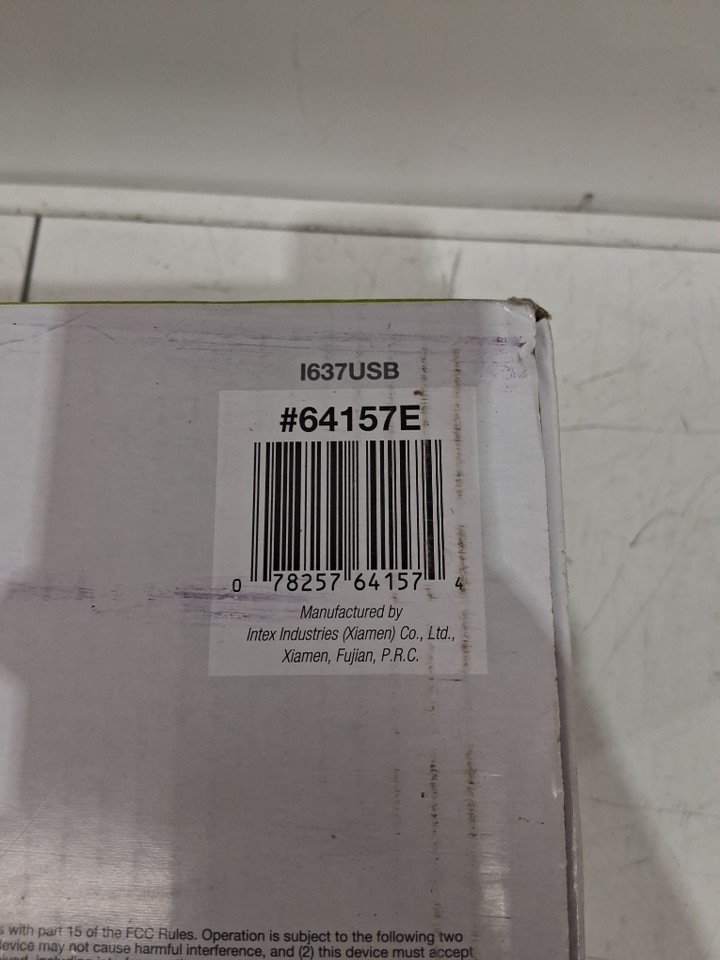 I637USB
#64157E
0 78257 64157 4
Manufactured by
Intex Industries (Xiamen) Co., Ltd.,
Xiamen, Fujian, P.R.C.
s with part 15 of the FCC Rules. Operation is subject to the following two
device may not cause harmful interference, and (2) this device must accept